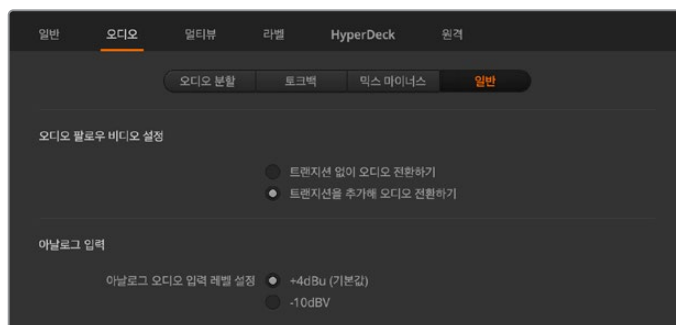 일반 오디오 멀티뷰 라벨 HyperDeck 원격
오디오 분할 토크백 믹스 마이너스 일반
오디오 팔로우 비디오 설정
트랜지션 없이 오디오 전환하기
트랜지션을 추가해 오디오 전환하기
아날로그 입력
아날로그 오디오 입력 레벨 설정 +4dBu (기본값)
-10dBV